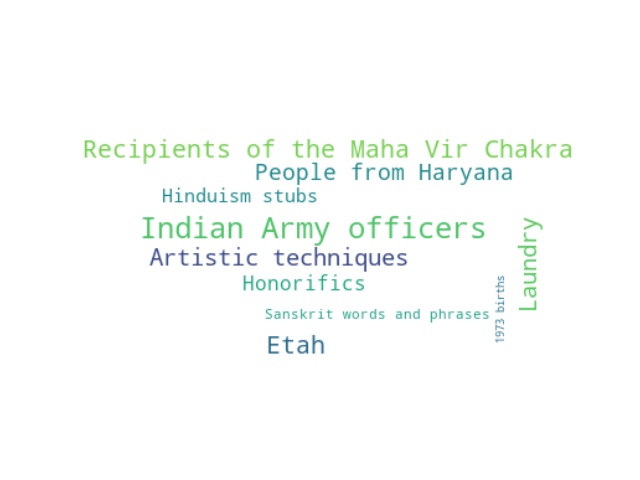 Recipients of the Maha Vir Chakra
People from Haryana
Hinduism stubs
Indian Army officers
Laundry
Artistic techniques
Honorifics
1973 births
Sanskrit words and phrases
Etah